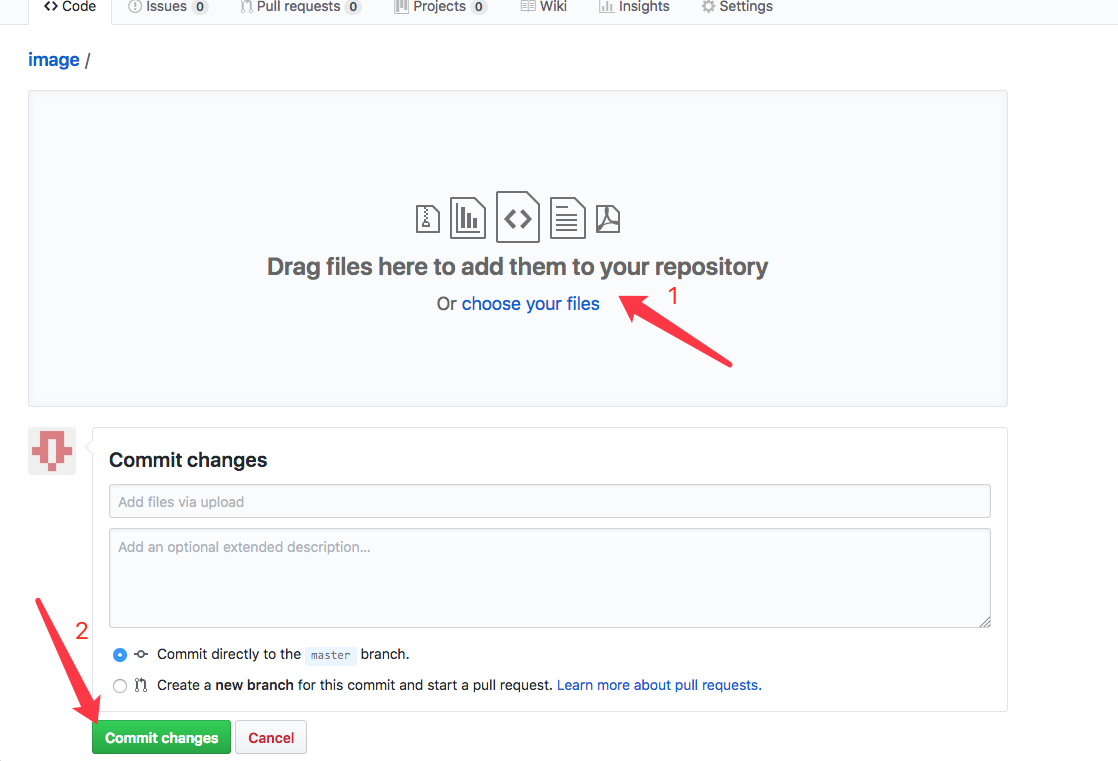 Code Issues 0 Pull requests 0 Projects 0 Wiki Insights Settings
image /
Drag files here to add them to your repository
Or choose your files
1
Commit changes
Add files via upload
Add an optional extended description...
2
Commit directly to the master branch.
Create a new branch for this commit and start a pull request. Learn more about pull requests.
Commit changes Cancel